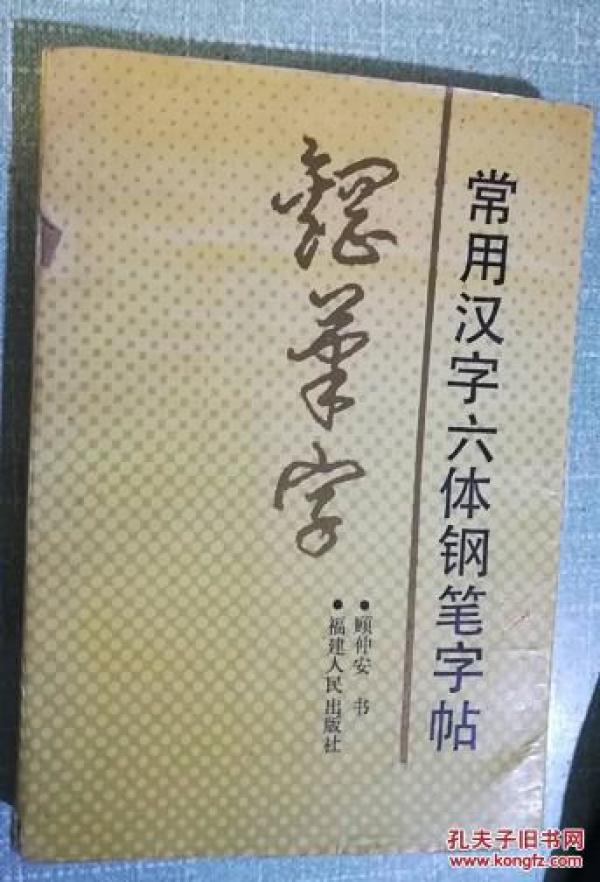 常用汉字六体钢笔字帖
钢笔字
●顾仲安 书
●福建人民出版社
孔夫子旧书网
www.kongfz.com